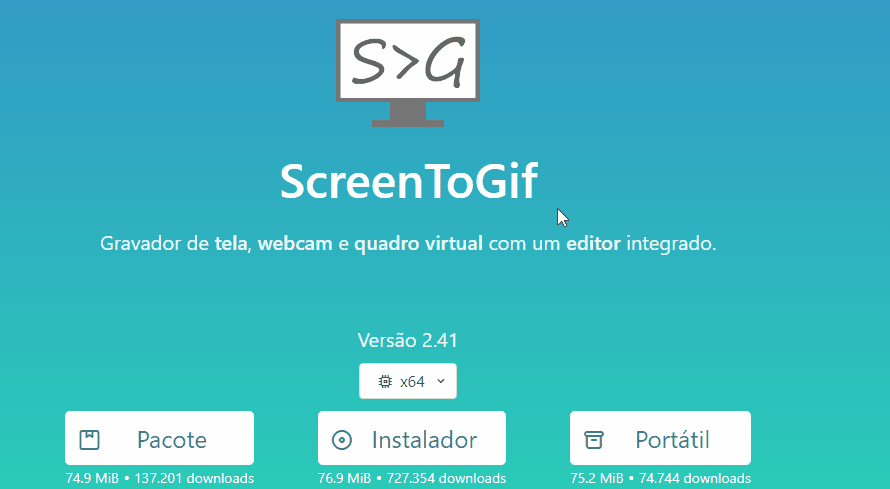 S>G
ScreenToGif
Gravador de tela, webcam e quadro virtual com um editor integrado.
Versão 2.41
x64
Pacote
Instalador
Portátil
74.9 MiB • 137.201 downloads
76.9 MiB • 727.354 downloads
75.2 MiB • 74.744 downloads